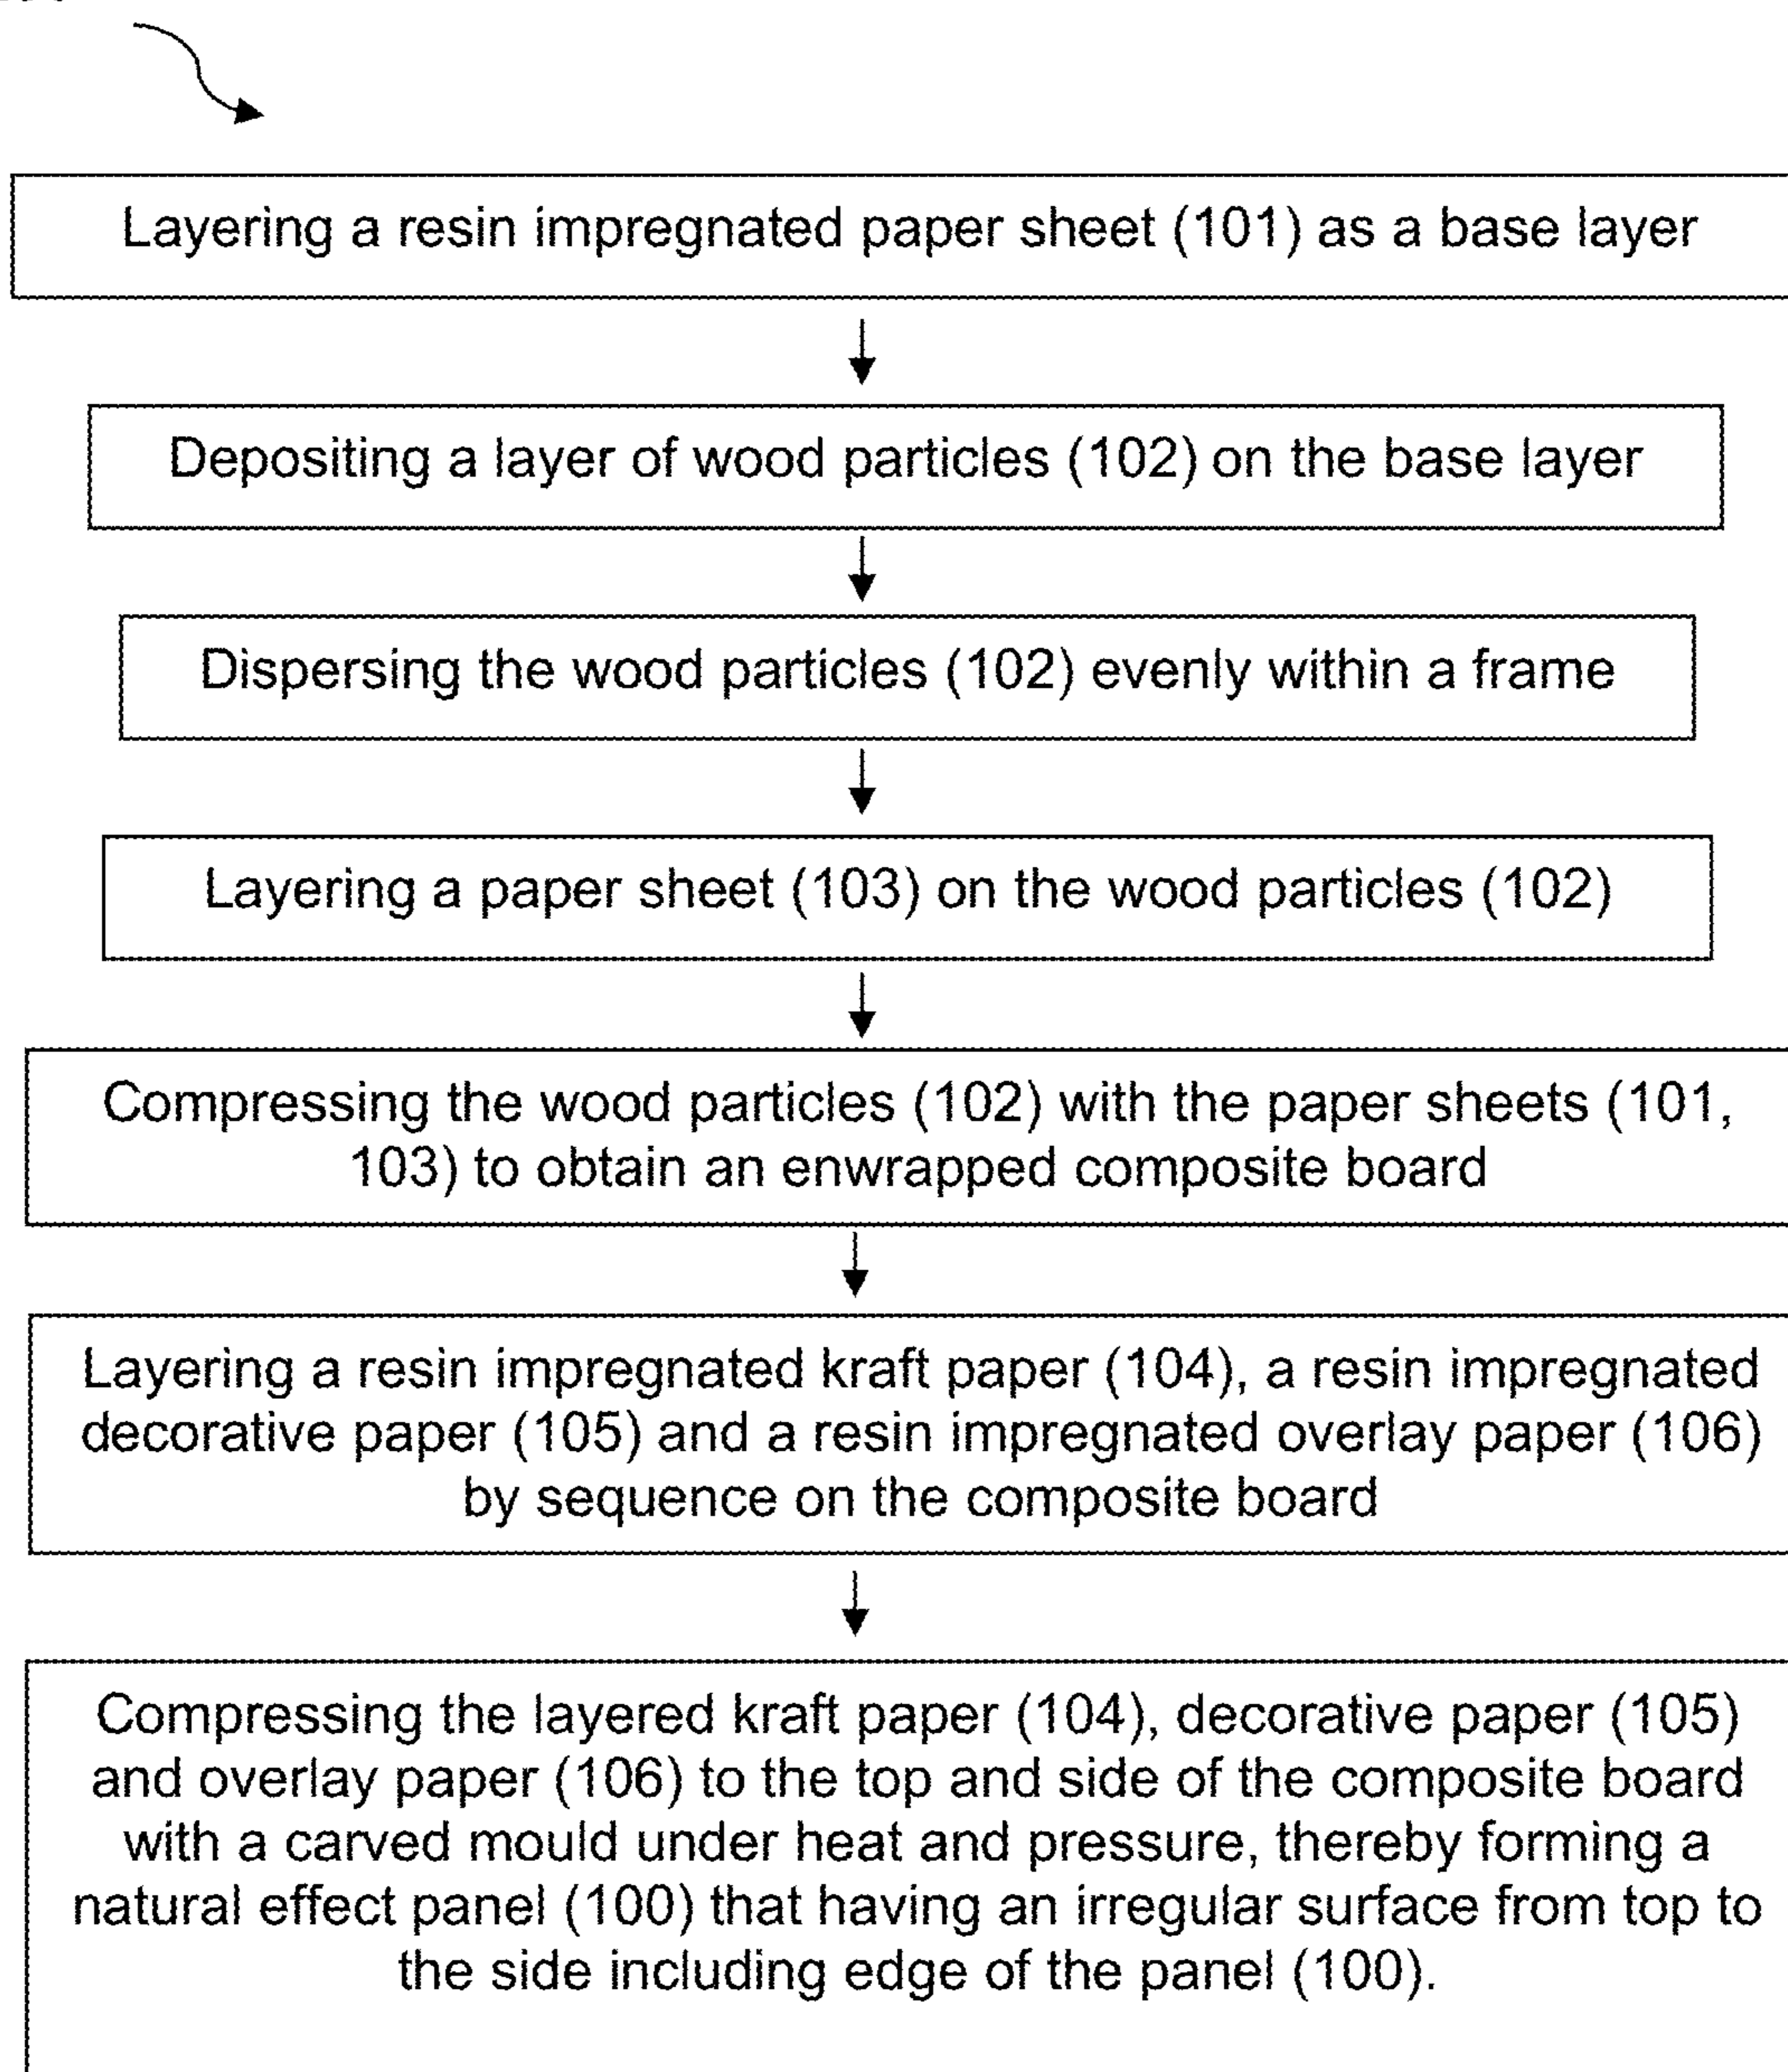 Layering a resin impregnated paper sheet (101) as a base layer
Depositing a layer of wood particles (102) on the base layer
Dispersing the wood particles (102) evenly within a frame
Layering a paper sheet (103) on the wood particles (102)
Compressing the wood particles (102) with the paper sheets (101,
103) to obtain an enwrapped composite board
Layering a resin impregnated kraft paper (104), a resin impregnated
decorative paper (105) and a resin impregnated overlay paper (106)
by sequence on the composite board
Compressing the layered kraft paper (104), decorative paper (105)
and overlay paper (106) to the top and side of the composite board
with a carved mould under heat and pressure, thereby forming a
natural effect panel (100) that having an irregular surface from top to
the side including edge of the panel (100).